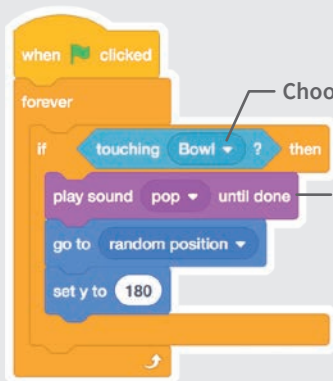 when clicked
forever
Choo
if touching Bowl ? then
play sound pop until done
go to random position
set y to 180